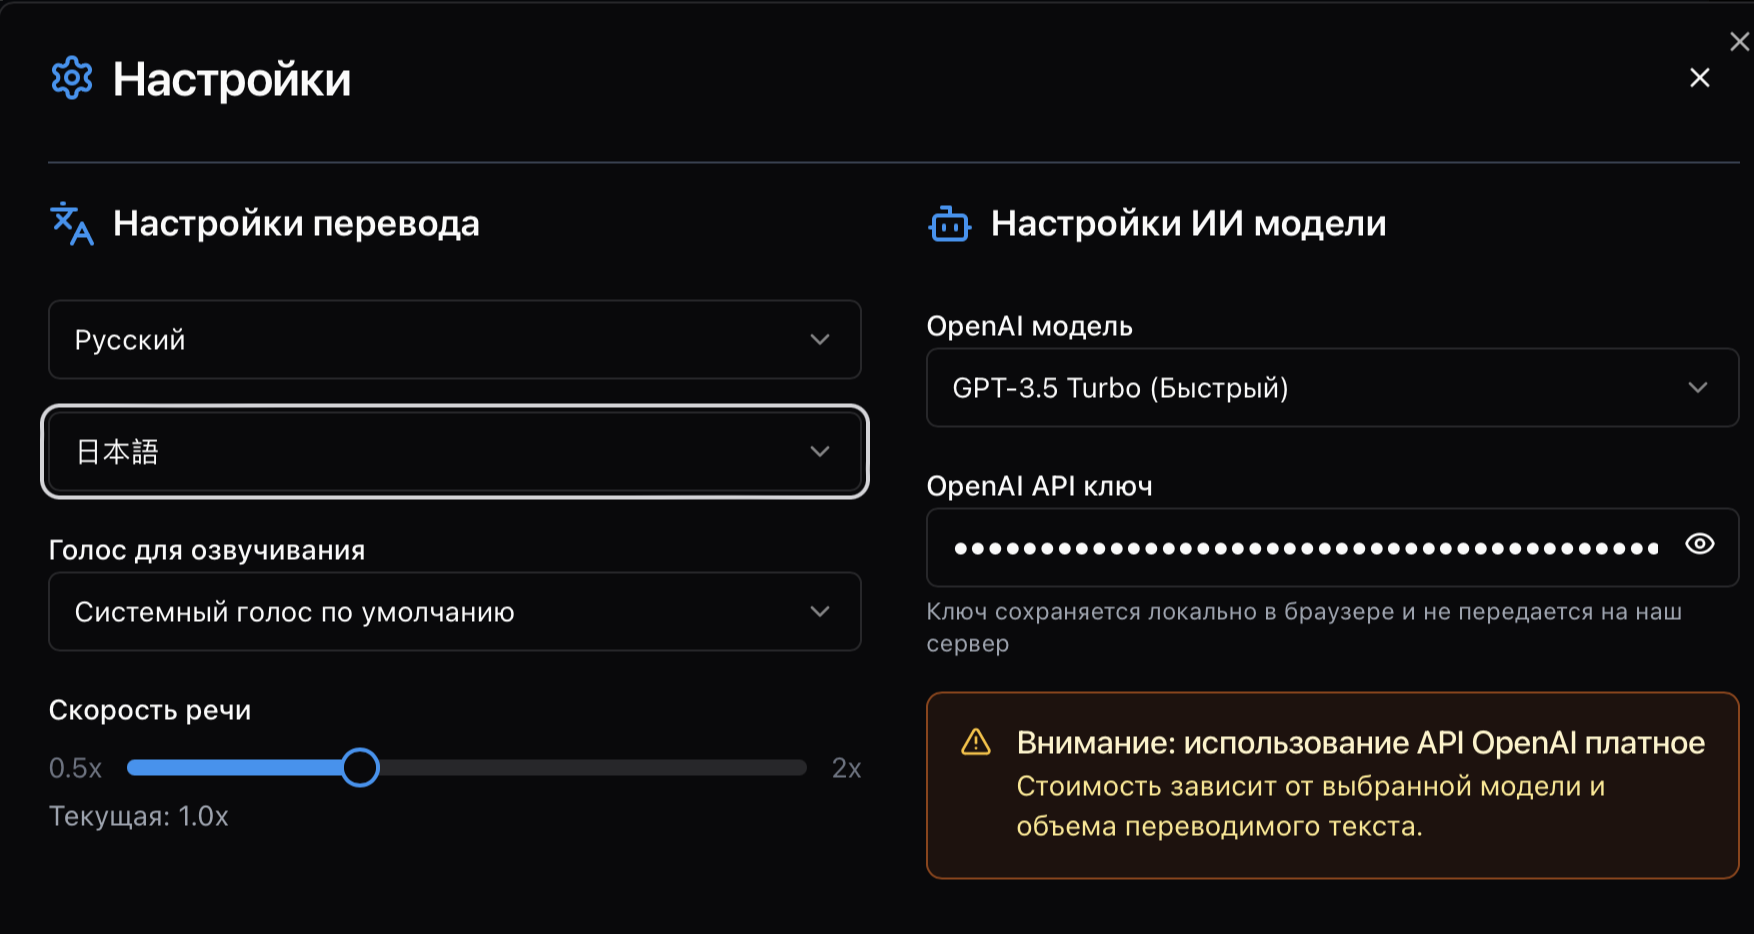 Настройки
Настройки перевода
Русский
日本語
Голос для озвучивания
Системный голос по умолчанию
Скорость речи
0.5x
2x
Текущая: 1.0x
Настройки ИИ модели
OpenAI модель
GPT-3.5 Turbo (Быстрый)
OpenAI API ключ
Ключ сохраняется локально в браузере и не передается на наш
сервер
Внимание: использование API OpenAI платное
Стоимость зависит от выбранной модели и
объема переводимого текста.